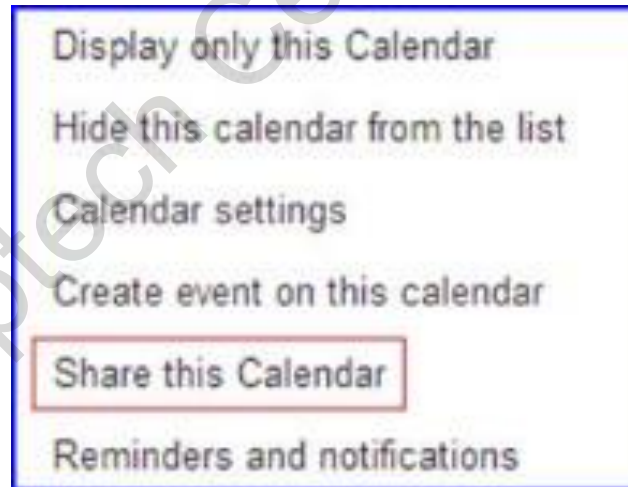 Display only this Calendar
Hide this calendar from the list
Calendar settings
Create event on this calendar
Share this Calendar
Reminders and notifications